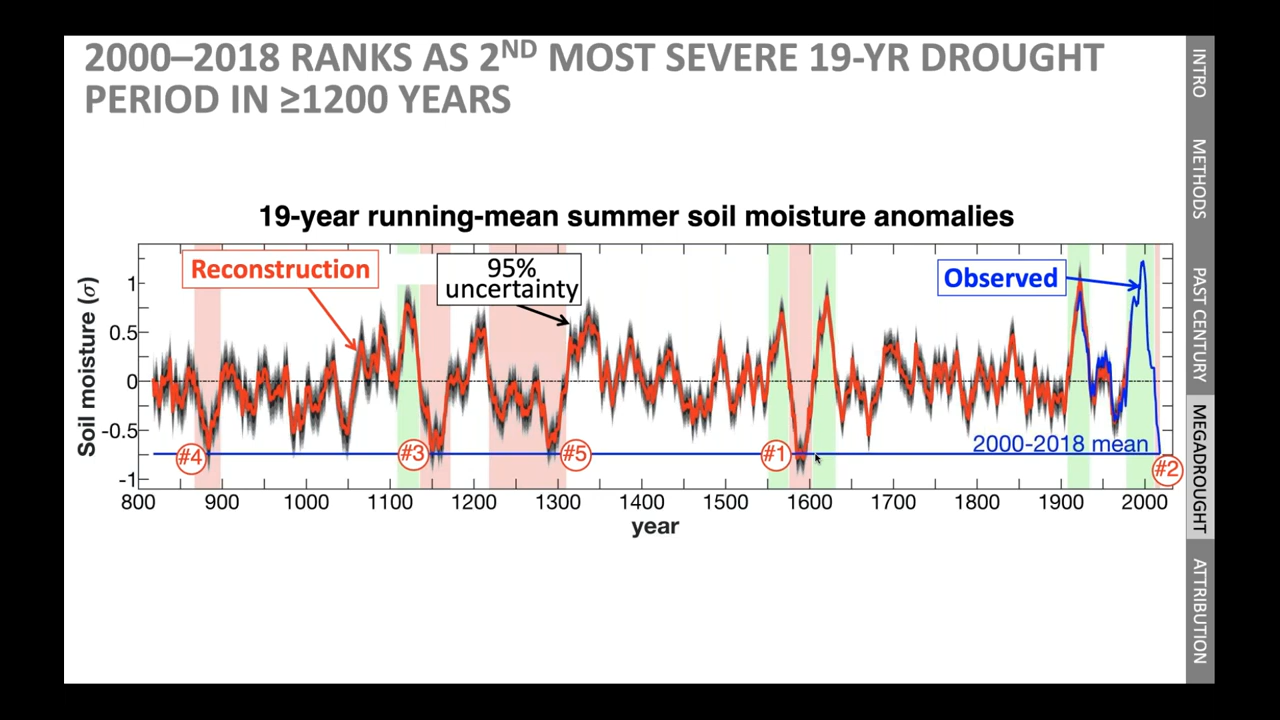 2000–2018 RANKS AS 2ND MOST SEVERE 19-YR DROUGHT
PERIOD IN ≥1200 YEARS
19-year running-mean summer soil moisture anomalies
Reconstruction
95%
uncertainty
Observed
Soil moisture (σ)
1
0.5
0
-0.5
-1
2000-2018 mean
#4
#3
#5
#1
#2
800 900 1000 1100 1200 1300 1400 1500 1600 1700 1800 1900 2000
year
INTRO
METHODS
PAST CENTURY
MEGADROUGHT
ATTRIBUTION